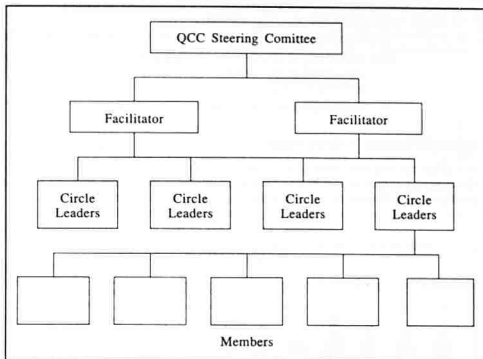 QCC Steering Comittee
Facilitator
Facilitator
Circle
Leaders
Circle
Leaders
Circle
Leaders
Circle
Leaders
Members